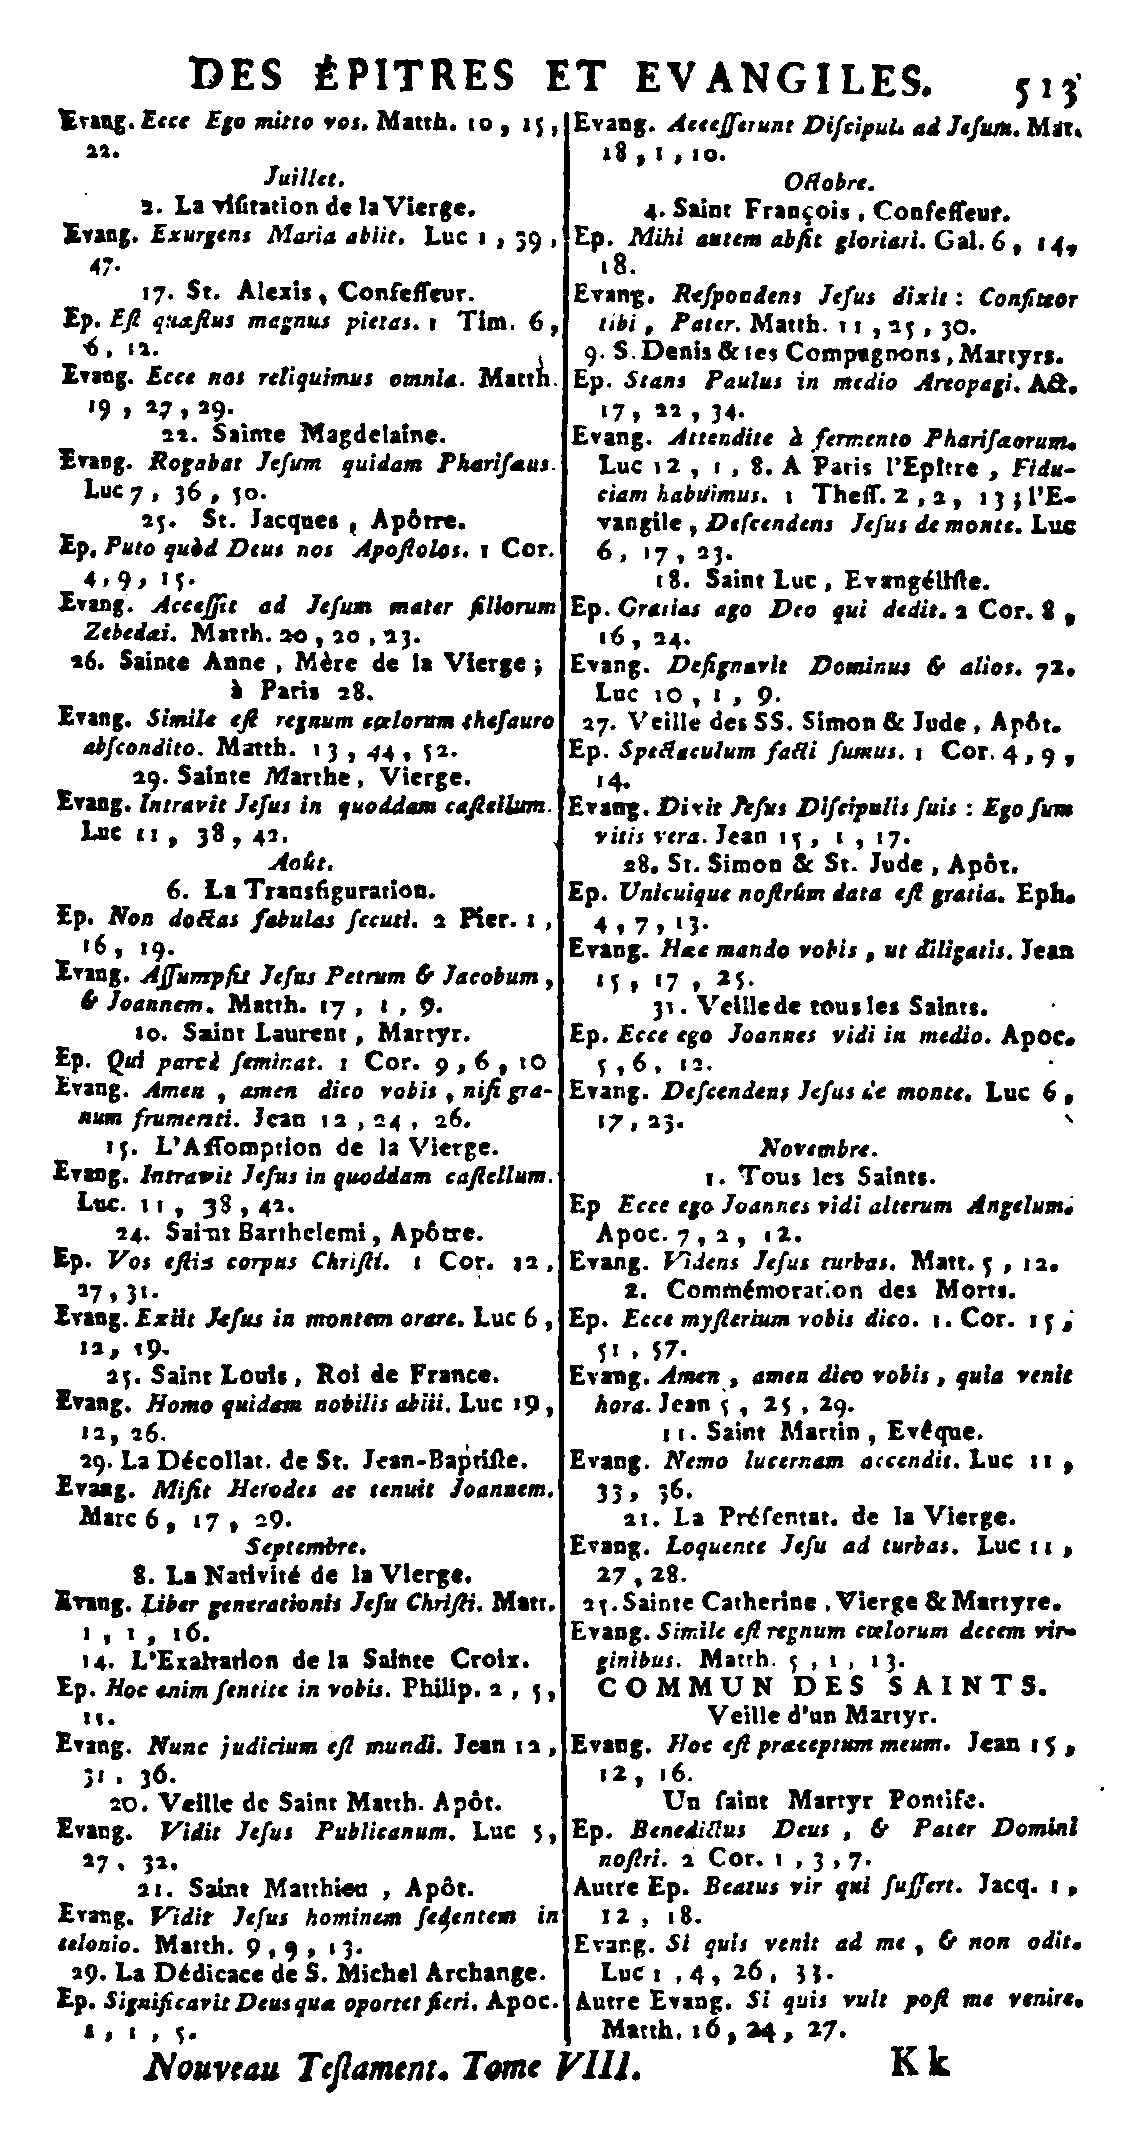 DES ÉPITRES ET EVANGILES. 513
Evang. Ecce Ego mitto vos. Matth. 10, 15,
22.
Juillet.
2. La visitation de la Vierge.
Evang. Exurgens Maria abiit. Luc 1, 39,
47.
17. St. Alexis, Confesseur.
Ep. Est quæstus magnus pietas. 1 Tim. 6,
6, 12.
Evang. Ecce nos reliquimus omnia. Matth.
19, 27, 29.
22. Sainte Magdelaine.
Evang. Rogabat Jesum quidam Pharisæus.
Luc 7, 36, 50.
25. St. Jacques, Apôtre.
Ep. Puto quòd Deus nos Apostolos. 1 Cor.
4, 9, 15.
Evang. Accessit ad Jesum mater filiorum
Zebedæi. Matth. 20, 20, 23.
26. Sainte Anne, Mère de la Vierge;
à Paris 28.
Evang. Simile est regnum cœlorum thesauro
abscondito. Matth. 13, 44, 52.
29. Sainte Marthe, Vierge.
Evang. Intravit Jesus in quoddam castellum.
Luc 11, 38, 42.
Août.
6. La Transfiguration.
Ep. Non doctas fabulas secuti. 2 Pier. 1,
16, 19.
Evang. Assumpsit Jesus Petrum & Jacobum,
& Joannem. Matth. 17, 1, 9.
10. Saint Laurent, Martyr.
Ep. Qui parcè seminat. 1 Cor. 9, 6, 10
Evang. Amen, amen dico vobis, nisi gra-
num frumenti. Jean 12, 24, 26.
15. L'Assomption de la Vierge.
Evang. Intravit Jesus in quoddam castellum.
Luc. 11, 38, 42.
24. Saint Barthelemi, Apôtre.
Ep. Vos estis corpus Christi. 1 Cor. 12,
27, 31.
Evang. Exiit Jesus in montem orare. Luc 6,
12, 19.
25. Saint Louis, Roi de France.
Evang. Homo quidam nobilis abiii. Luc 19,
12, 26.
29. La Décollat. de St. Jean-Baptiste.
Evang. Misit Herodes ac tenuit Joannem.
Marc 6, 17, 29.
Septembre.
8. La Nativité de la Vierge.
Evang. Liber generationis Jesu Christi. Matt.
1, 1, 16.
14. L'Exaltation de la Sainte Croix.
Ep. Hoc enim sentite in vobis. Philip. 2, 5,
11.
Evang. Nunc judicium est mundi. Jean 12,
31, 36.
20. Veille de Saint Matth. Apôt.
Evang. Vidit Jesus Publicanum. Luc 5,
27, 32.
21. Saint Matthieu, Apôt.
Evang. Vidit Jesus hominem sedentem in
telonio. Matth. 9, 9, 13.
29. La Dédicace de S. Michel Archange.
Ep. Significavit Deus quæ oportet fieri. Apoc.
1, 1, 5.
Evang. Accesserunt Discipul. ad Jesum. Mat.
18, 1, 10.
Octobre.
4. Saint François, Confesseur.
Ep. Mihi autem absit gloriari. Gal. 6, 14,
18.
Evang. Respondens Jesus dixit: Confiteor
tibi, Pater. Matth. 11, 25, 30.
9. S. Denis & ses Compagnons, Martyrs.
Ep. Stans Paulus in medio Areopagi. Act.
17, 22, 34.
Evang. Attendite à fermento Pharisæorum.
Luc 12, 1, 8. A Paris l'Epître, Fidu-
ciam habuimus. 1 Thess. 2, 2, 13; l'E-
vangile, Descendens Jesus de monte. Luc
6, 17, 23.
18. Saint Luc, Evangéliste.
Ep. Gratias ago Deo qui dedit. 2 Cor. 8,
16, 24.
Evang. Designavit Dominus & alios. 72.
Luc 10, 1, 9.
27. Veille des SS. Simon & Jude, Apôt.
Ep. Spectaculum facti sumus. 1 Cor. 4, 9,
14.
Evang. Dixit Jesus Discipulis suis: Ego sum
vitis vera. Jean 15, 1, 17.
28. St. Simon & St. Jude, Apôt.
Ep. Unicuique nostrûm data est gratia. Eph.
4, 7, 13.
Evang. Hæc mando vobis, ut diligatis. Jean
15, 17, 25.
31. Veille de tous les Saints.
Ep. Ecce ego Joannes vidi in medio. Apoc.
5, 6, 12.
Evang. Descendens Jesus de monte. Luc 6,
17, 23.
Novembre.
1. Tous les Saints.
Ep Ecce ego Joannes vidi alterum Angelum.
Apoc. 7, 2, 12.
Evang. Videns Jesus turbas. Matt. 5, 12.
2. Commémoration des Morts.
Ep. Ecce mysterium vobis dico. 1. Cor. 15,
51, 57.
Evang. Amen, amen dico vobis, quia venit
hora. Jean 5, 25, 29.
11. Saint Martin, Evêque.
Evang. Nemo lucernam accendit. Luc 11,
33, 36.
21. La Présentat. de la Vierge.
Evang. Loquente Jesu ad turbas. Luc 11,
27, 28.
25. Sainte Catherine, Vierge & Martyre.
Evang. Simile est regnum cœlorum decem vir-
ginibus. Matth. 5, 1, 13.
COMMUN DES SAINTS.
Veille d'un Martyr.
Evang. Hoc est præceptum meum. Jean 15,
12, 16.
Un saint Martyr Pontife.
Ep. Benedictus Deus, & Pater Domini
nostri. 2 Cor. 1, 3, 7.
Autre Ep. Beatus vir qui suffert. Jacq. 1,
12, 18.
Evang. Si quis venit ad me, & non odit.
Luc 1, 4, 26, 33.
Autre Evang. Si quis vult post me venire.
Matth. 16, 24, 27.
Nouveau Testament. Tome VIII. Kk